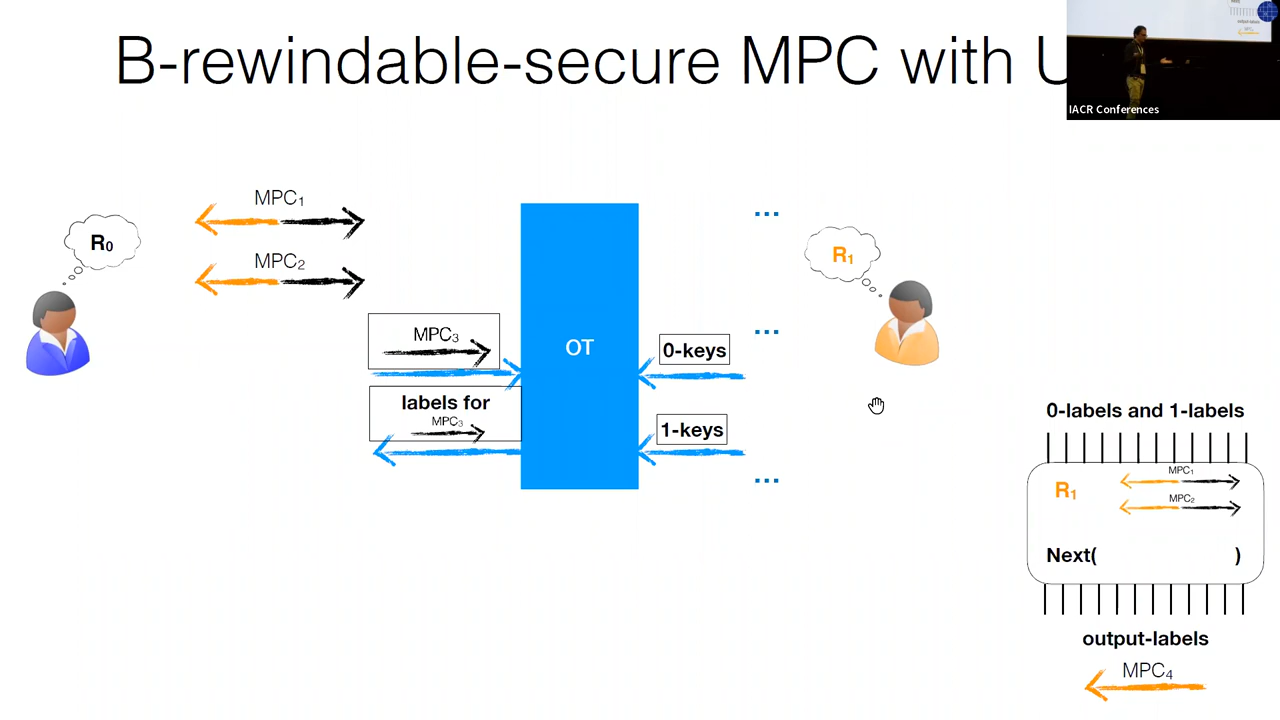 B-rewindable-secure MPC with U
IACR Conferences
MPC₁
R₀
MPC₂
R₁
...
MPC₃
OT
...
0-keys
labels for
MPC₃
1-keys
...
0-labels and 1-labels
MPC₁
R₁
MPC₂
Next( )
output-labels
MPC₄